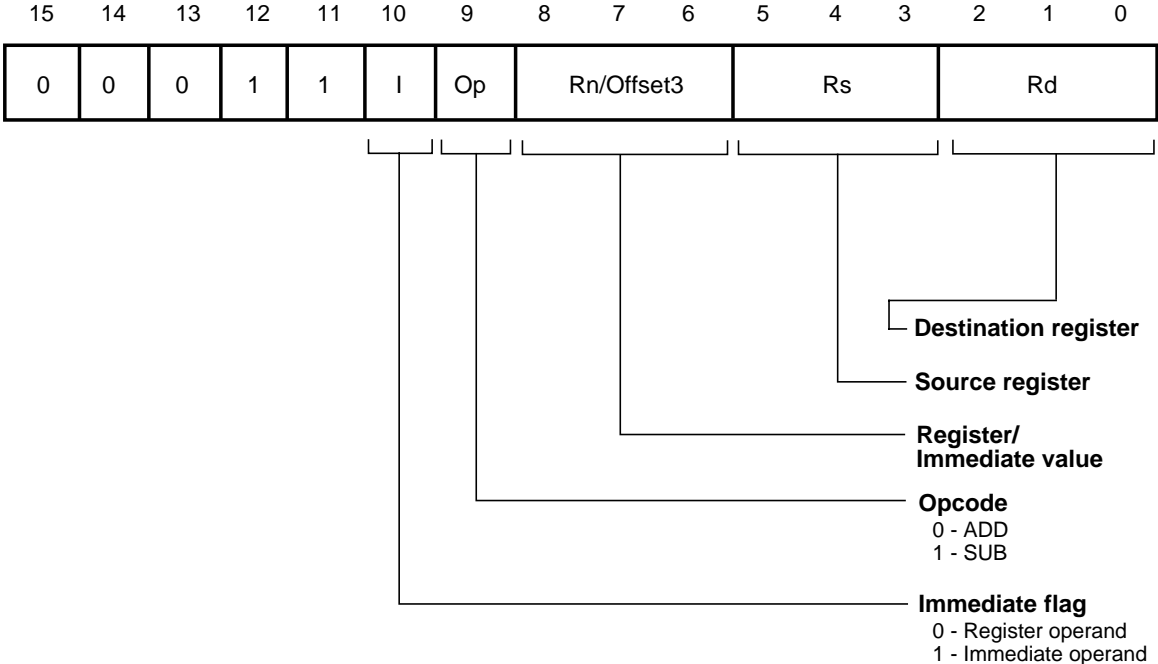 15 14 13 12 11 10 9 8 7 6 5 4 3 2 1 0
0 0 0 1 1 I Op Rn/Offset3 Rs Rd
Destination register
Source register
Register/
Immediate value
Opcode
0 - ADD
1 - SUB
Immediate flag
0 - Register operand
1 - Immediate operand